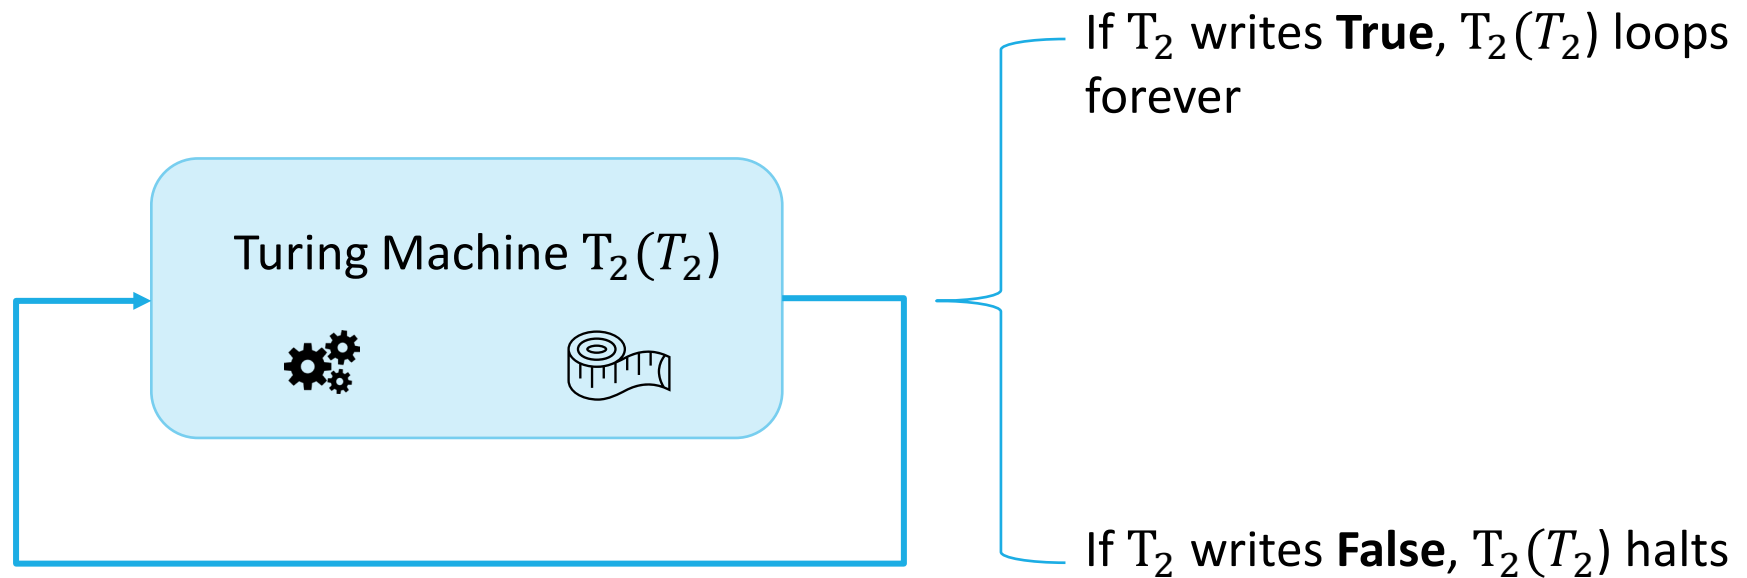 If T₂ writes True, T₂(T₂) loops
forever
Turing Machine T₂(T₂)
If T₂ writes False, T₂(T₂) halts